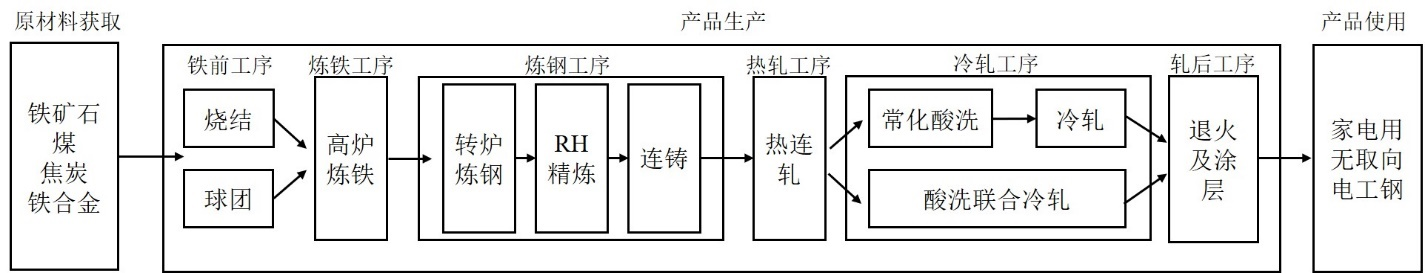 原材料获取
产品生产
产品使用
铁矿石
煤
焦炭
铁合金
铁前工序
烧结
球团
炼铁工序
高炉
炼铁
炼钢工序
转炉
炼钢
RH
精炼
连铸
热轧工序
热连
轧
冷轧工序
常化酸洗
冷轧
酸洗联合冷轧
轧后工序
退火
及涂
层
家电用
无取向
电工钢